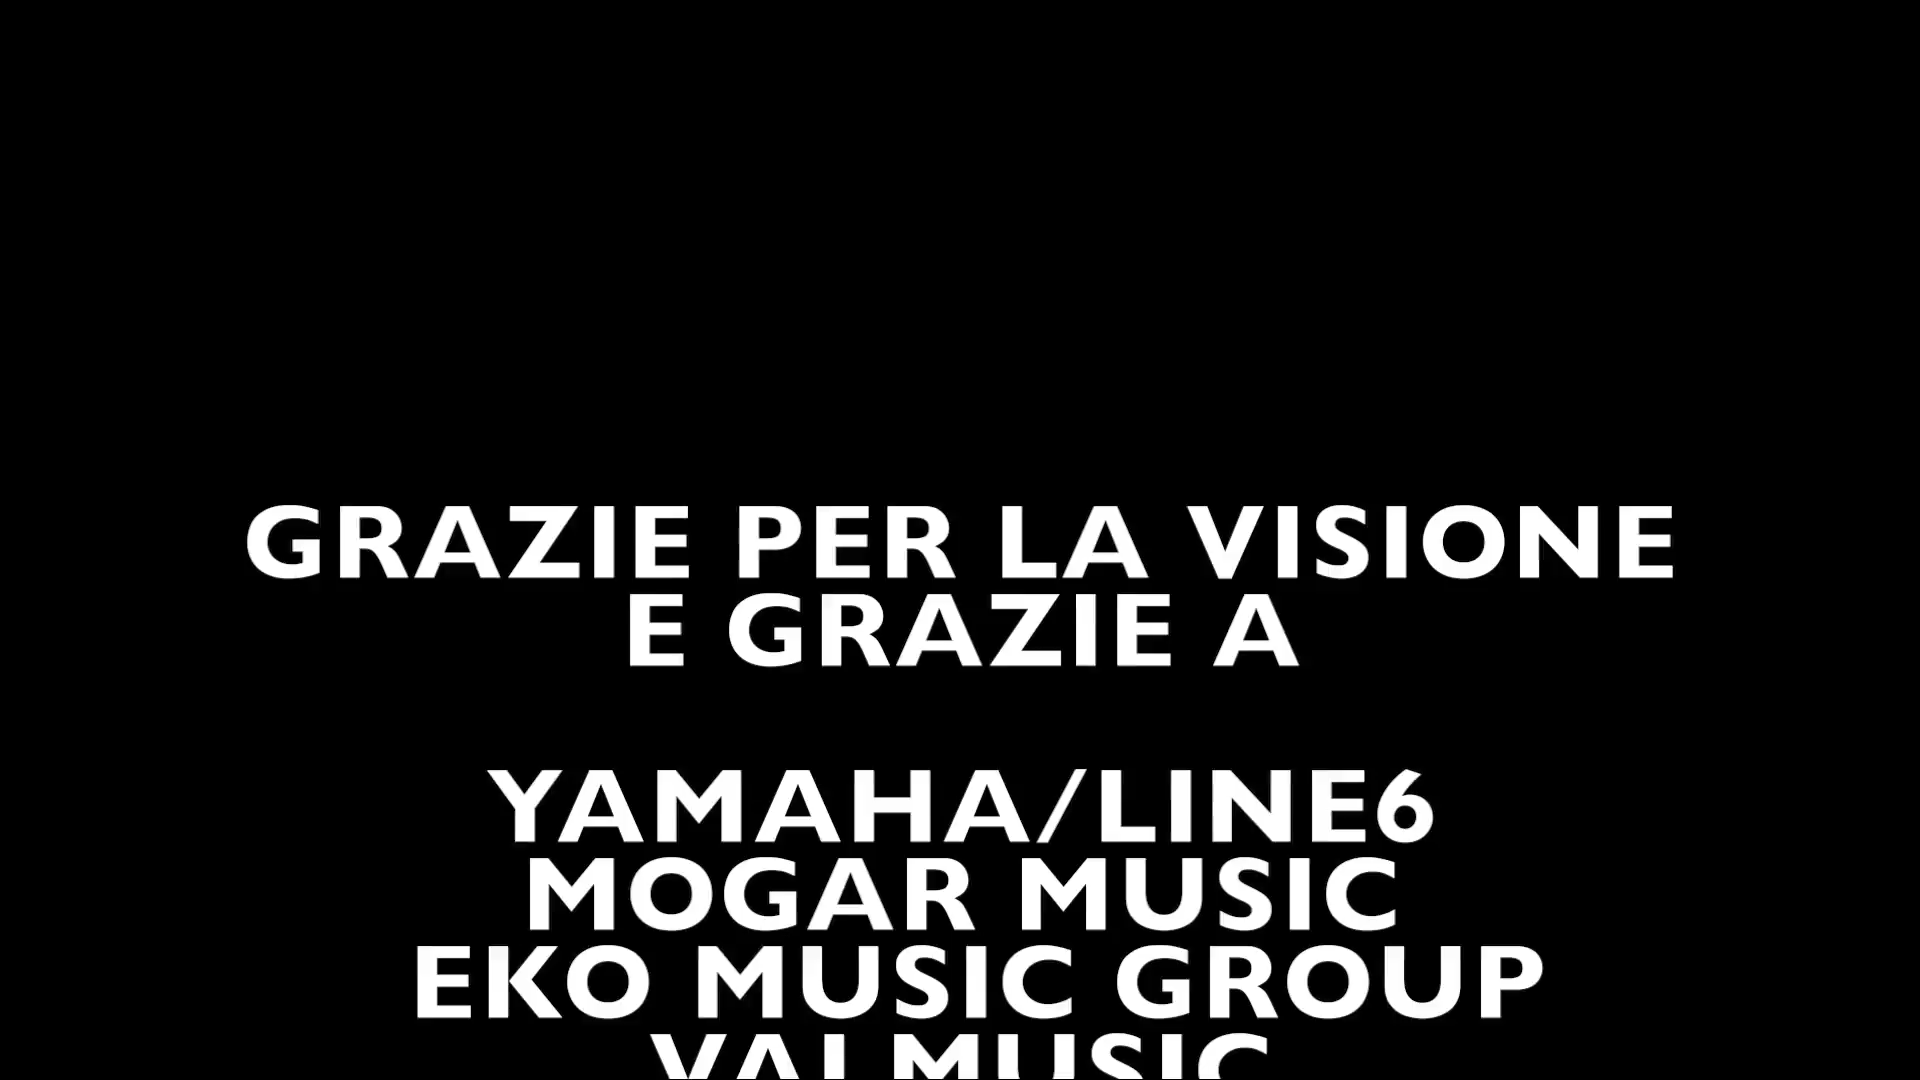 GRAZIE PER LA VISIONE
E GRAZIE A
YAMAHA/LINE6
MOGAR MUSIC
EKO MUSIC GROUP